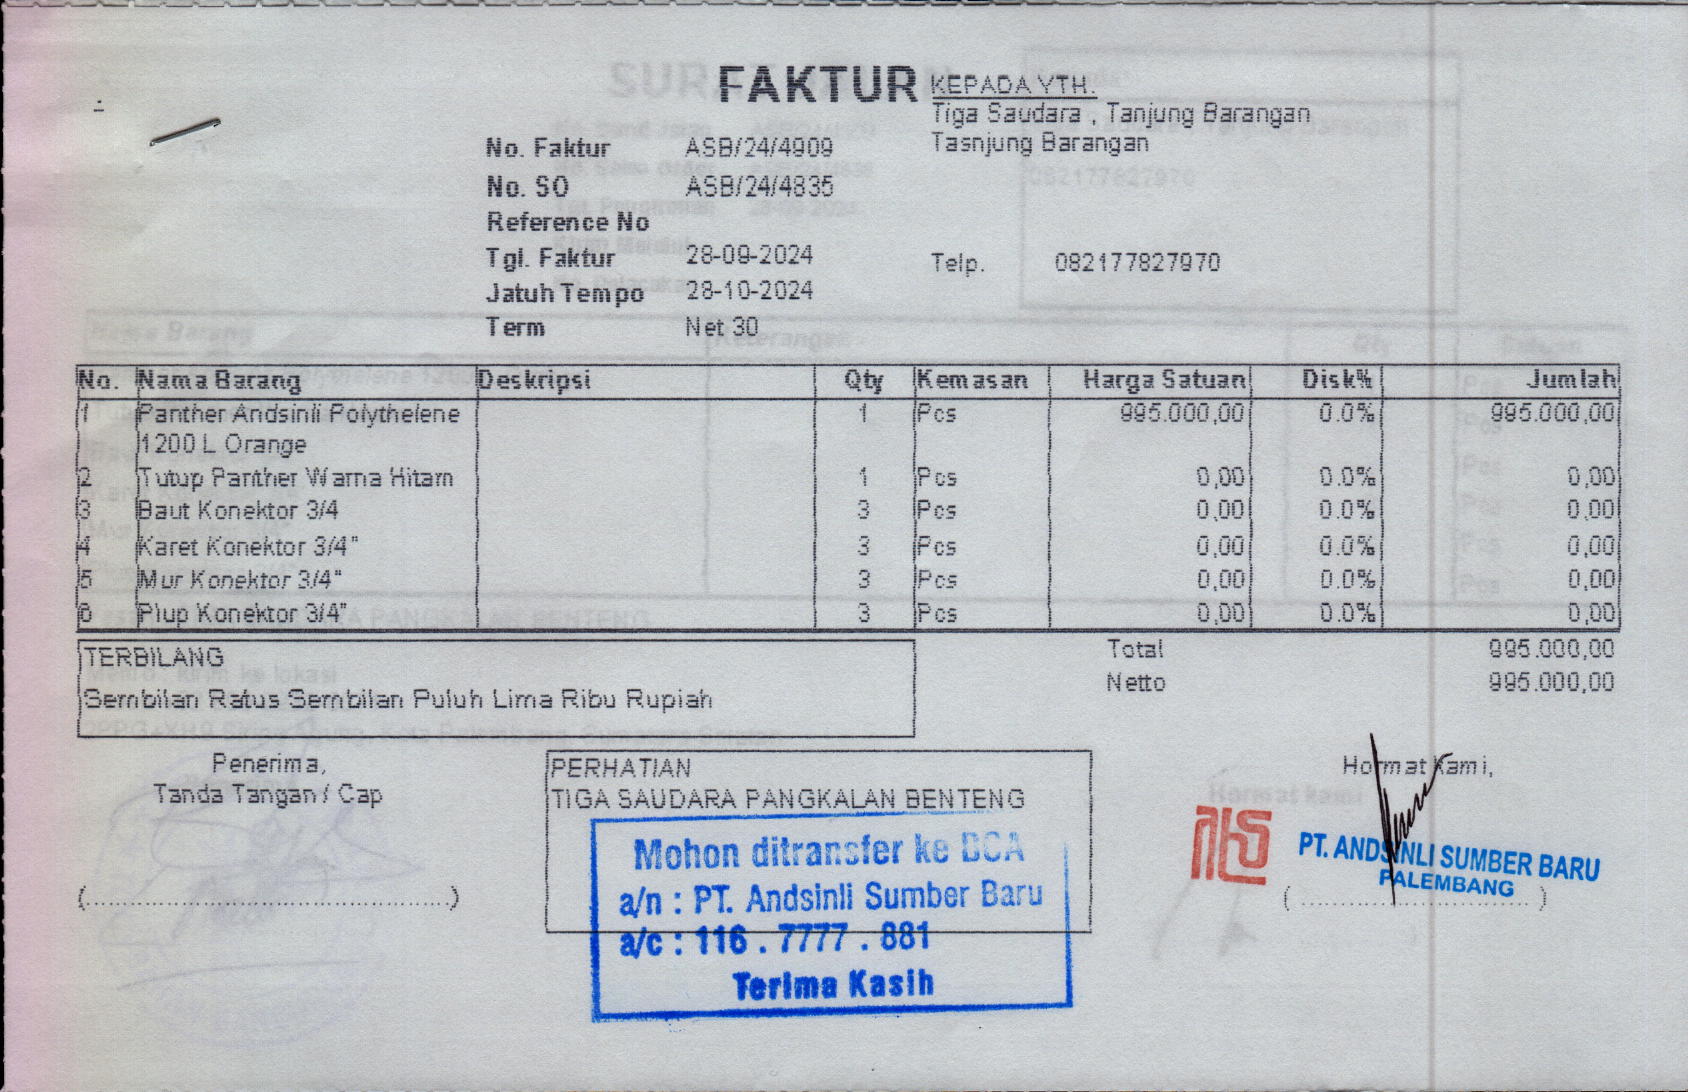 FAKTUR
KEPADA YTH.
Tiga Saudara , Tanjung Barangan
Tasnjung Barangan
No. Faktur ASB/24/4909
No. SO ASB/24/4835
Reference No
Tgl. Faktur 28-09-2024
Telp. 082177827970
Jatuh Tempo 28-10-2024
Term Net 30
No. Nama Barang Deskripsi Qty Kemasan Harga Satuan Disk% Jumlah
1 Panther Andsinli Polythelene 1 Pcs 995.000,00 0.0% 995.000,00
1200 L Orange
2 Tutup Panther Warna Hitam 1 Pcs 0,00 0.0% 0,00
3 Baut Konektor 3/4 3 Pcs 0,00 0.0% 0,00
4 Karet Konektor 3/4" 3 Pcs 0,00 0.0% 0,00
5 Mur Konektor 3/4" 3 Pcs 0,00 0.0% 0,00
6 Plup Konektor 3/4" 3 Pcs 0,00 0.0% 0,00
Total 995.000,00
Netto 995.000,00
TERBILANG
Sembilan Ratus Sembilan Puluh Lima Ribu Rupiah
Penerima,
Tanda Tangan / Cap
(..........................................)
PERHATIAN
TIGA SAUDARA PANGKALAN BENTENG
Mohon ditransfer ke BCA
a/n : PT. Andsinli Sumber Baru
a/c : 116 . 7777 . 881
Terima Kasih
Hormat Kami,
PT. ANDSINLI SUMBER BARU
PALEMBANG
( .............................. )